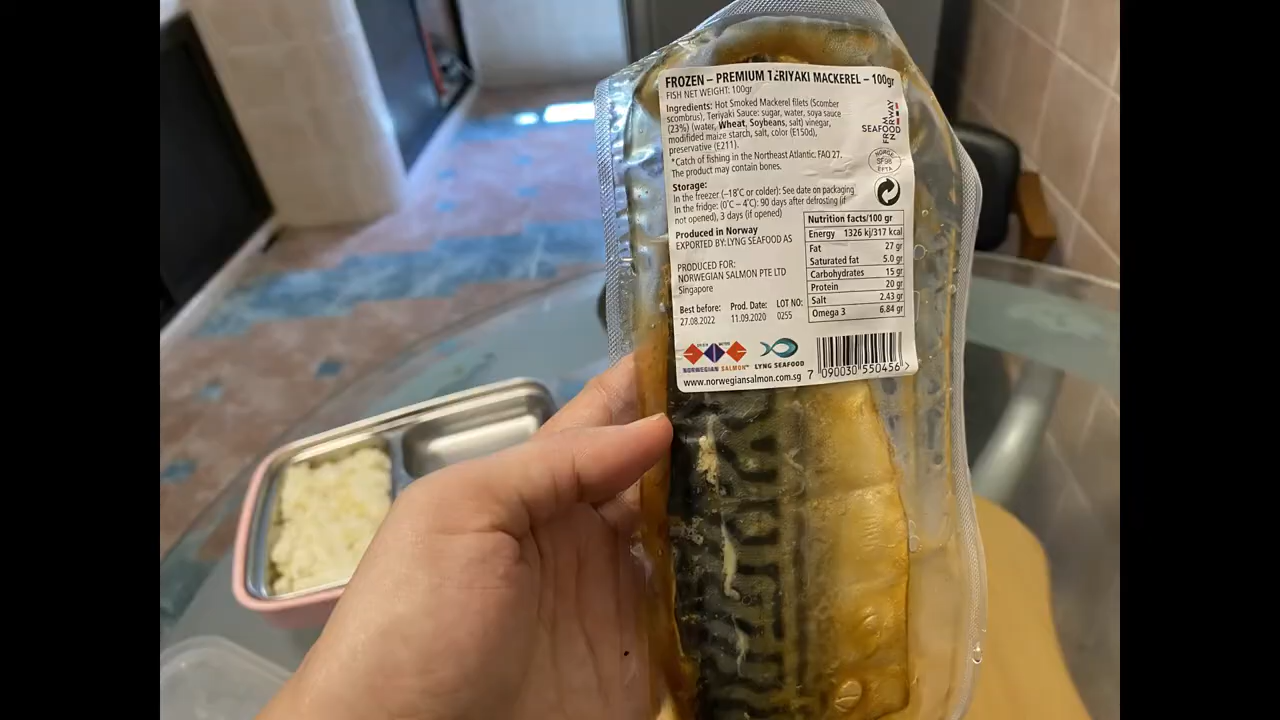 FROZEN – PREMIUM TERIYAKI MACKEREL – 100gr
FISH NET WEIGHT: 100gr
Ingredients: Hot Smoked Mackerel filets (Scomber
scombrus), Teriyaki Sauce: sugar, water, soya sauce
(23%) (water, Wheat, Soybeans, salt) vinegar,
modifided maize starch, salt, color (E150d),
preservative (E211).
*Catch of fishing in the Northeast Atlantic. FAO 27.
The product may contain bones.
SEAFOOD
FROM
NORWAY
NORGE
SF98
EFTA
Storage:
In the freezer (–18°C or colder): See date on packaging
In the fridge: (0°C – 4°C): 90 days after defrosting (if
not opened), 3 days (if opened)
Produced in Norway
EXPORTED BY: LYNG SEAFOOD AS
PRODUCED FOR:
NORWEGIAN SALMON PTE LTD
Singapore
Best before: Prod. Date: LOT NO:
27.08.2022 11.09.2020 0255
Nutrition facts/100 gr
Energy 1326 kj/317 kcal
Fat 27 gr
Saturated fat 5.0 gr
Carbohydrates 15 gr
Protein 20 gr
Salt 2.43 gr
Omega 3 6.84 gr
NORWEGIAN SALMON
LYNG SEAFOOD
www.norwegiansalmon.com.sg
7 090030 550456 >